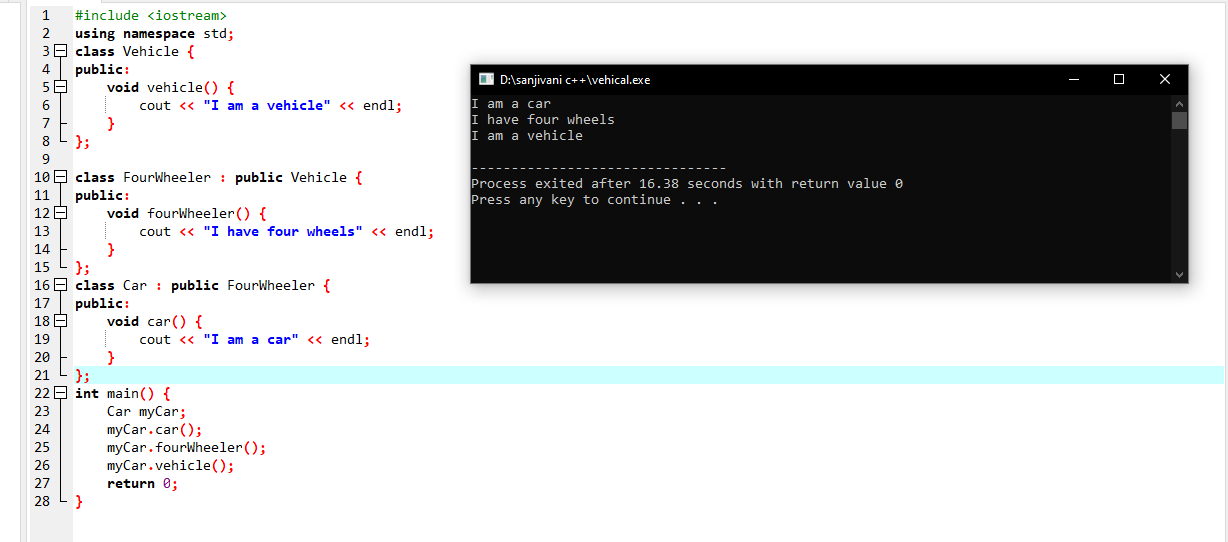 1 #include <iostream>
2 using namespace std;
3 class Vehicle {
4 public:
5     void vehicle() {
6         cout << "I am a vehicle" << endl;
7     }
8 };
9
10 class FourWheeler : public Vehicle {
11 public:
12     void fourWheeler() {
13         cout << "I have four wheels" << endl;
14     }
15 };
16 class Car : public FourWheeler {
17 public:
18     void car() {
19         cout << "I am a car" << endl;
20     }
21 };
22 int main() {
23     Car myCar;
24     myCar.car();
25     myCar.fourWheeler();
26     myCar.vehicle();
27     return 0;
28 }
D:\sanjivani c++\vehical.exe
I am a car
I have four wheels
I am a vehicle
--------------------------------
Process exited after 16.38 seconds with return value 0
Press any key to continue . . .